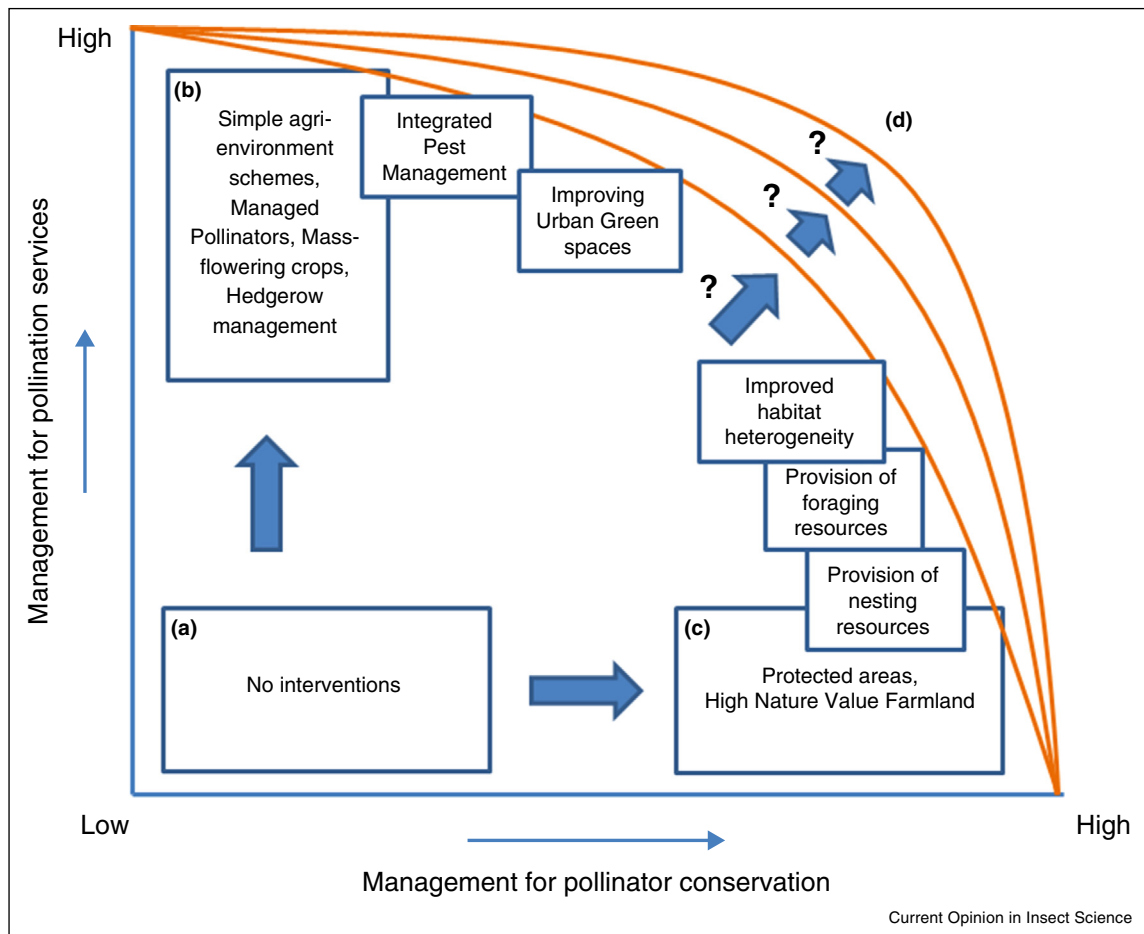 High
(b)
Simple agri-
environment
schemes,
Managed
Pollinators, Mass-
flowering crops,
Hedgerow
management
Integrated
Pest
Management
Improving
Urban Green
spaces
(d)
?
?
?
Improved
habitat
heterogeneity
Provision of
foraging
resources
Provision of
nesting
resources
(a)
No interventions
(c)
Protected areas,
High Nature Value Farmland
Management for pollination services
Low
High
Management for pollinator conservation
Current Opinion in Insect Science